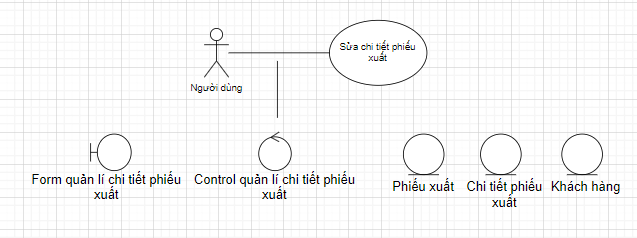 Sửa chi tiết phiếu
xuất
Người dùng
Form quản lí chi tiết phiếu
xuất
Control quản lí chi tiết phiếu
xuất
Phiếu xuất
Chi tiết phiếu
xuất
Khách hàng